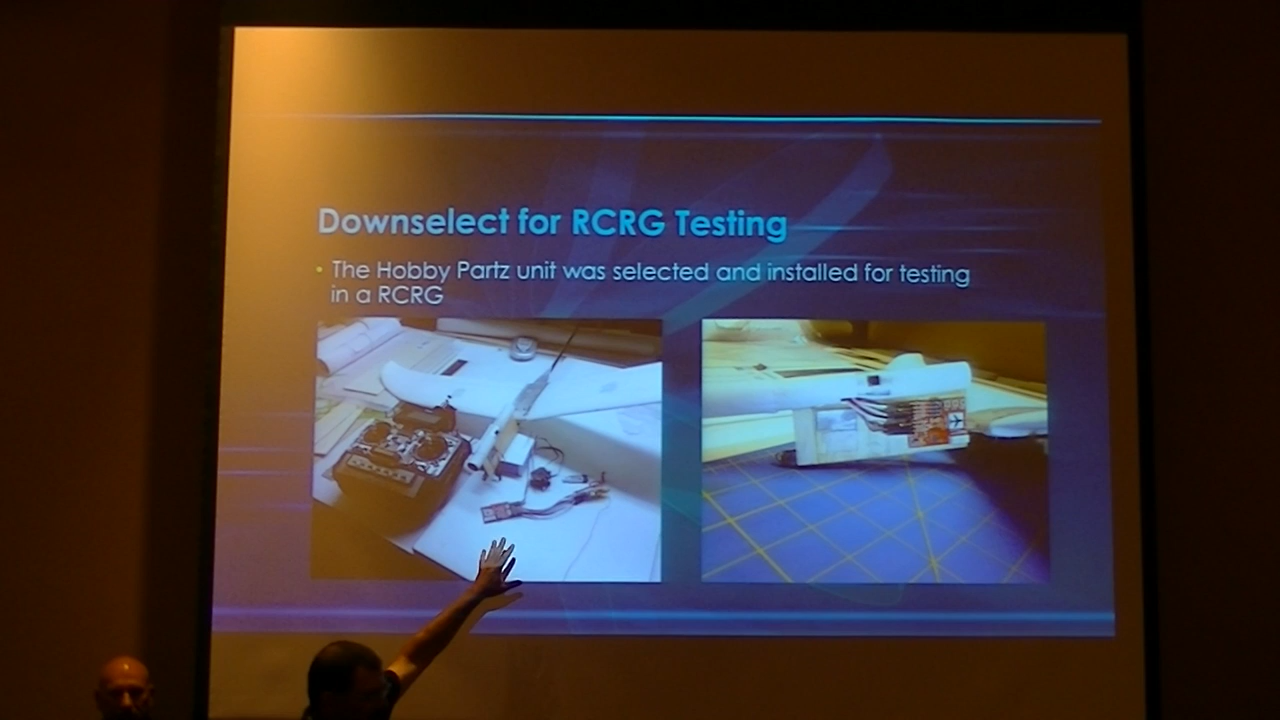 Downselect for RCRG Testing
• The Hobby Partz unit was selected and installed for testing
in a RCRG